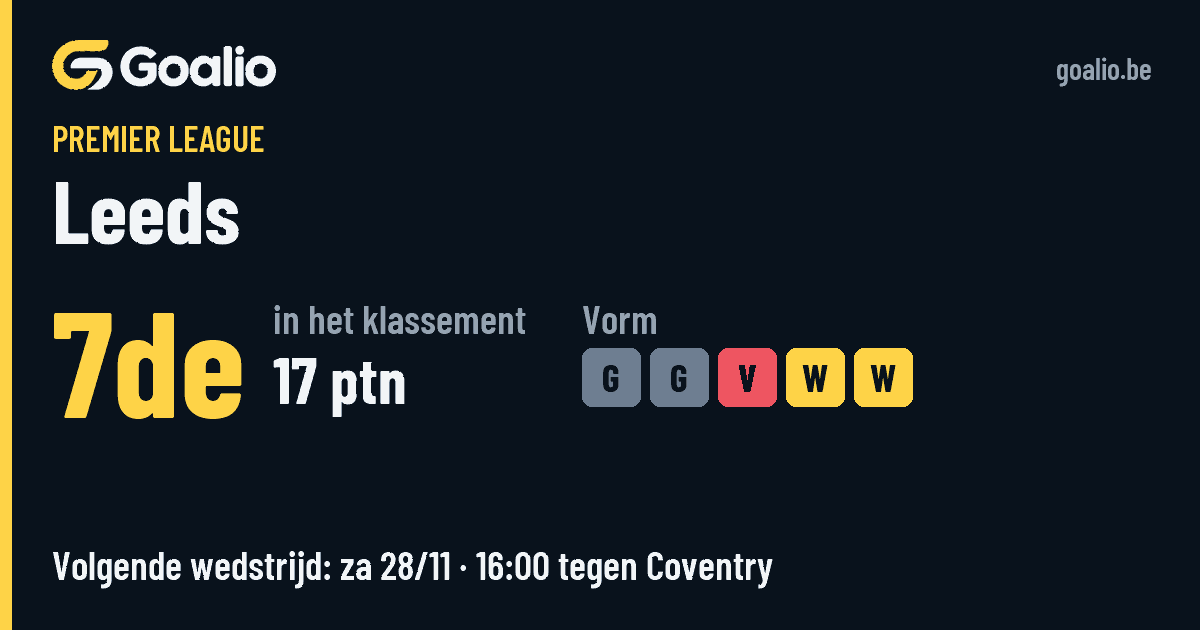 Goalio
goalio.be
PREMIER LEAGUE
Leeds
7de
in het klassement
17 ptn
Vorm
G G V W W
Volgende wedstrijd: za 28/11 · 16:00 tegen Coventry